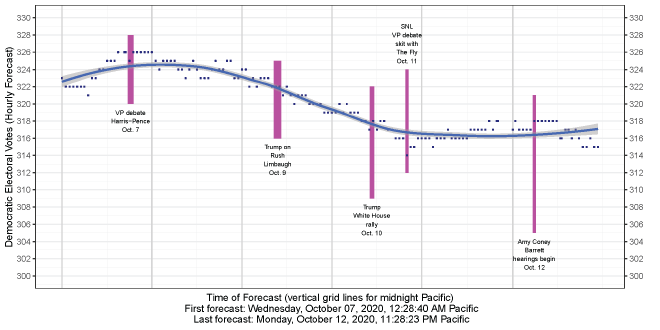 Democratic Electoral Votes (Hourly Forecast)
330 330
328 328
326 326
324 324
322 322
320 320
318 318
316 316
314 314
312 312
310 310
308 308
306 306
304 304
302 302
300 300
VP debate
Harris-Pence
Oct. 7
Trump on
Rush
Limbaugh
Oct. 9
Trump
White House
rally
Oct. 10
SNL
VP debate
skit with
The Fly
Oct. 11
Amy Coney
Barrett
hearings begin
Oct. 12
Time of Forecast (vertical grid lines for midnight Pacific)
First forecast: Wednesday, October 07, 2020, 12:28:40 AM Pacific
Last forecast: Monday, October 12, 2020, 11:28:23 PM Pacific